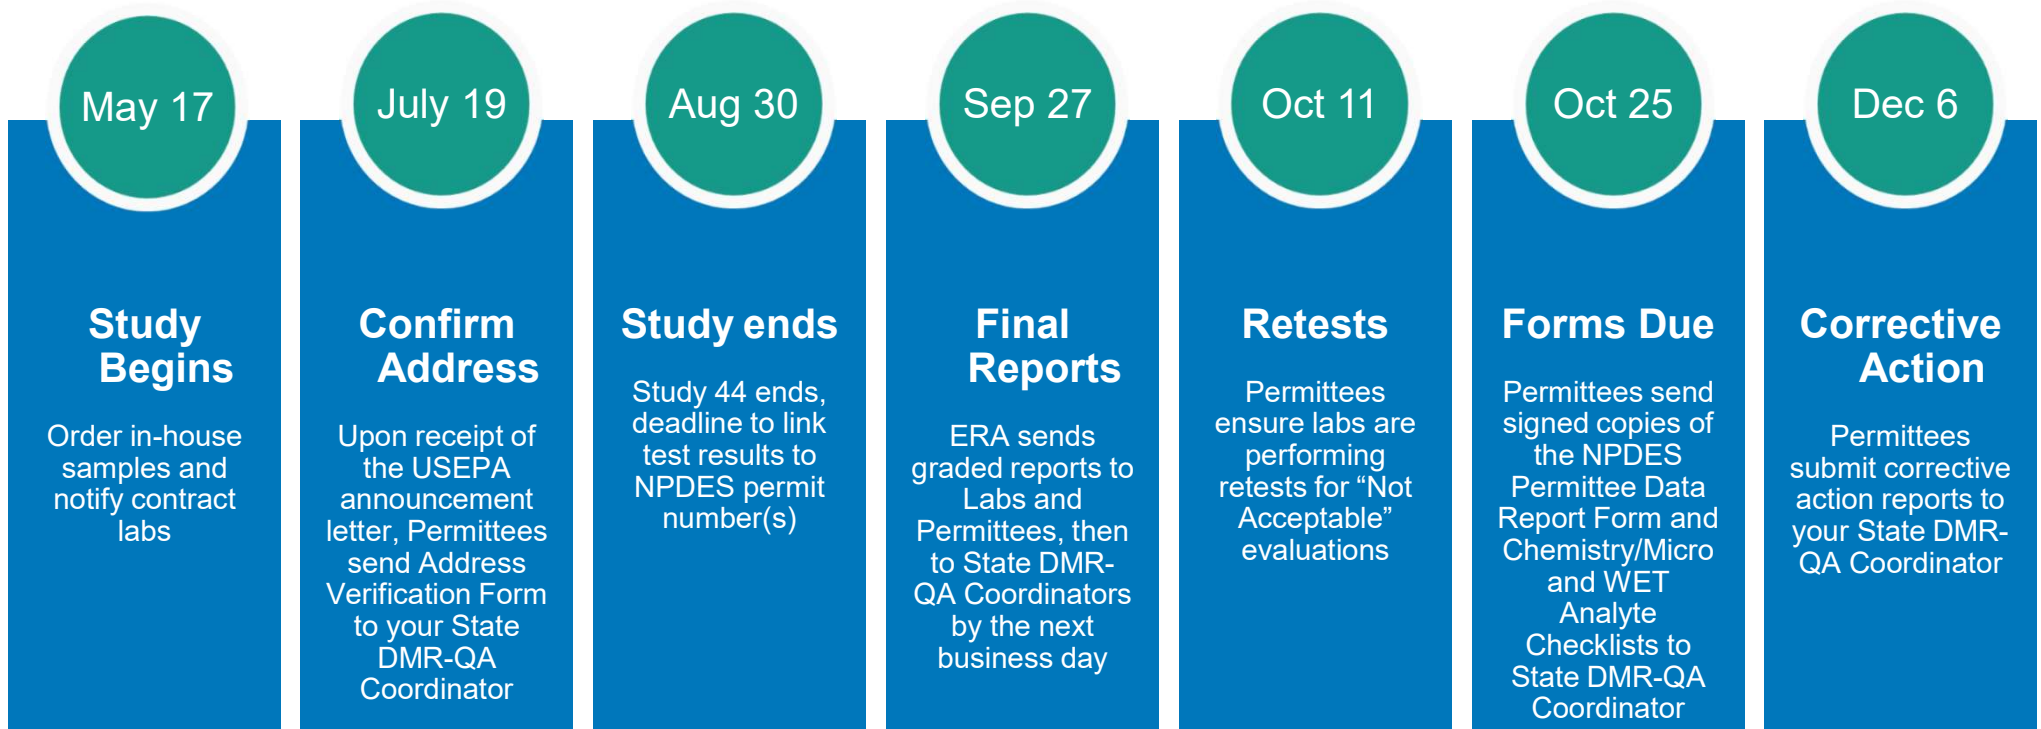 May 17
Study
Begins
Order in-house
samples and
notify contract
labs
July 19
Confirm
Address
Upon receipt of
the USEPA
announcement
letter, Permittees
send Address
Verification Form
to your State
DMR-QA
Coordinator
Aug 30
Study ends
Study 44 ends,
deadline to link
test results to
NPDES permit
number(s)
Sep 27
Final
Reports
ERA sends
graded reports to
Labs and
Permittees, then
to State DMR-
QA Coordinators
by the next
business day
Oct 11
Retests
Permittees
ensure labs are
performing
retests for “Not
Acceptable”
evaluations
Oct 25
Forms Due
Permittees send
signed copies of
the NPDES
Permittee Data
Report Form and
Chemistry/Micro
and WET
Analyte
Checklists to
State DMR-QA
Coordinator
Dec 6
Corrective
Action
Permittees
submit corrective
action reports to
your State DMR-
QA Coordinator